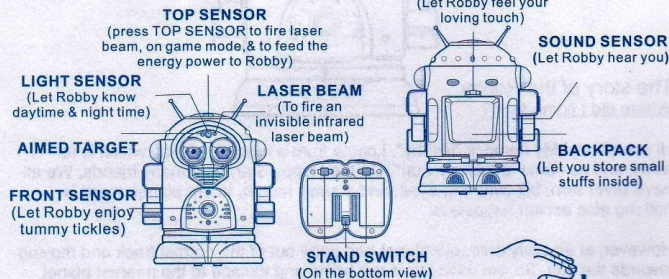 (Let Robby feel your
loving touch)
TOP SENSOR
(press TOP SENSOR to fire laser
beam, on game mode,& to feed the
energy power to Robby)
SOUND SENSOR
(Let Robby hear you)
LIGHT SENSOR
(Let Robby know
daytime & night time)
LASER BEAM
(To fire an
invisible infrared
laser beam)
AIMED TARGET
BACKPACK
(Let you store small
stuffs inside)
FRONT SENSOR
(Let Robby enjoy
tummy tickles)
STAND SWITCH
(On the bottom view)